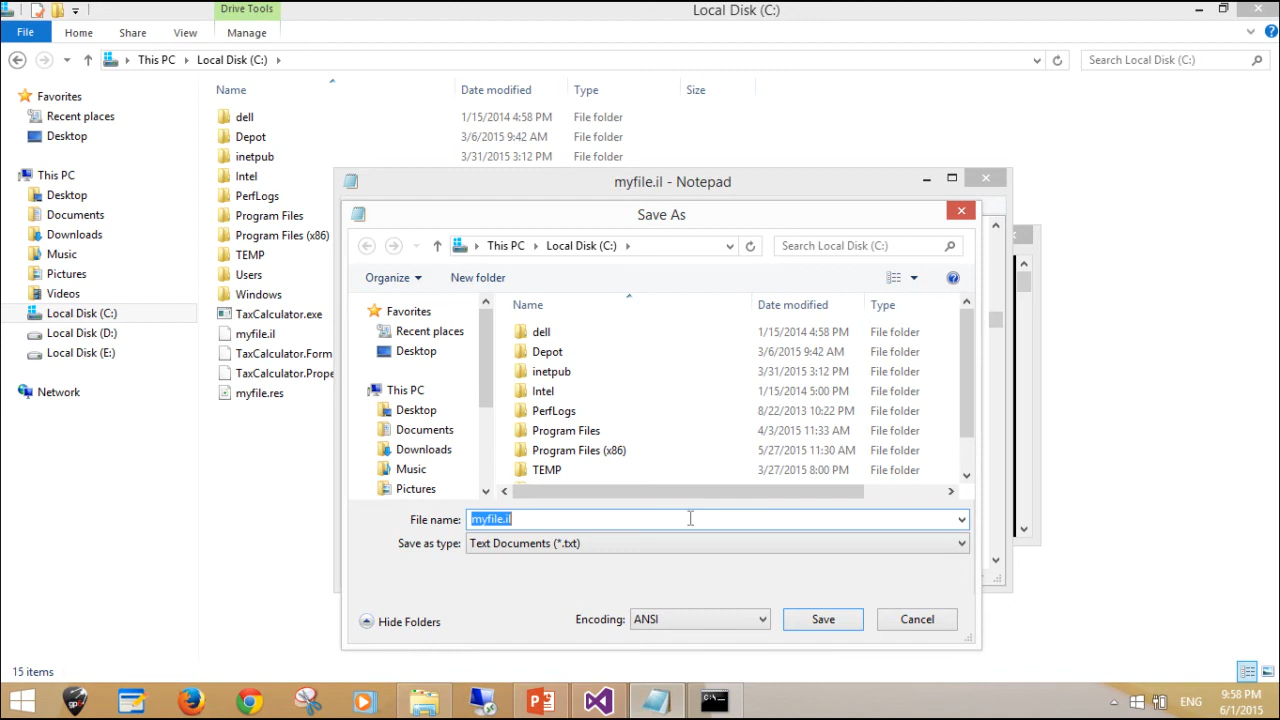 Drive Tools
Local Disk (C:)
File Home Share View Manage
This PC Local Disk (C:) Search Local Disk (C:)
Favorites
Recent places
Desktop
This PC
Desktop
Documents
Downloads
Music
Pictures
Videos
Local Disk (C:)
Local Disk (D:)
Local Disk (E:)
Network
Name Date modified Type Size
dell 1/15/2014 4:58 PM File folder
Depot 3/6/2015 9:42 AM File folder
inetpub 3/31/2015 3:12 PM File folder
Intel
PerfLogs
Program Files
Program Files (x86)
TEMP
Users
Windows
TaxCalculator.exe
myfile.il
TaxCalculator.Form
TaxCalculator.Prope
myfile.res
myfile.il - Notepad
Save As
This PC Local Disk (C:) Search Local Disk (C:)
Organize New folder
Favorites
Recent places
Desktop
This PC
Desktop
Documents
Downloads
Music
Pictures
Name Date modified Type
dell 1/15/2014 4:58 PM File folder
Depot 3/6/2015 9:42 AM File folder
inetpub 3/31/2015 3:12 PM File folder
Intel 1/15/2014 5:00 PM File folder
PerfLogs 8/22/2013 10:22 PM File folder
Program Files 4/3/2015 11:33 AM File folder
Program Files (x86) 5/27/2015 11:30 AM File folder
TEMP 3/27/2015 8:00 PM File folder
File name: myfile.il
Save as type: Text Documents (*.txt)
Hide Folders Encoding: ANSI Save Cancel
15 items
ENG 9:58 PM
6/1/2015